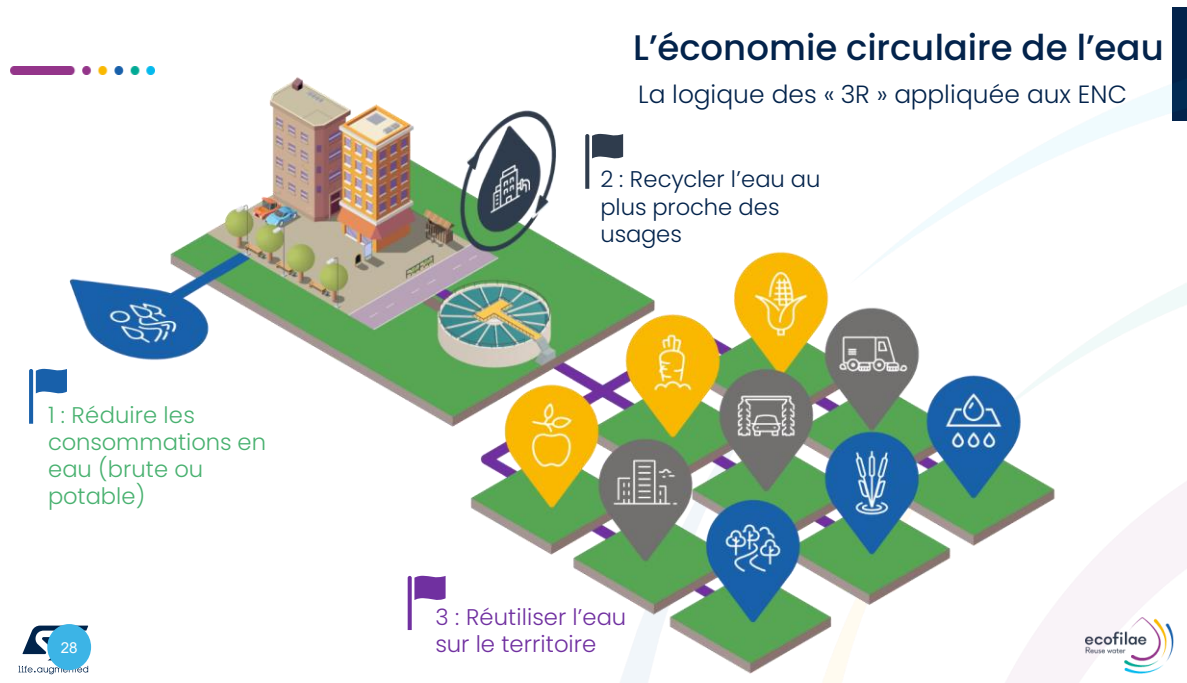 L’économie circulaire de l’eau
La logique des « 3R » appliquée aux ENC
2 : Recycler l’eau au
plus proche des
usages
1 : Réduire les
consommations en
eau (brute ou
potable)
3 : Réutiliser l’eau
sur le territoire
28
life.augmented
ecofilae
Reuse water